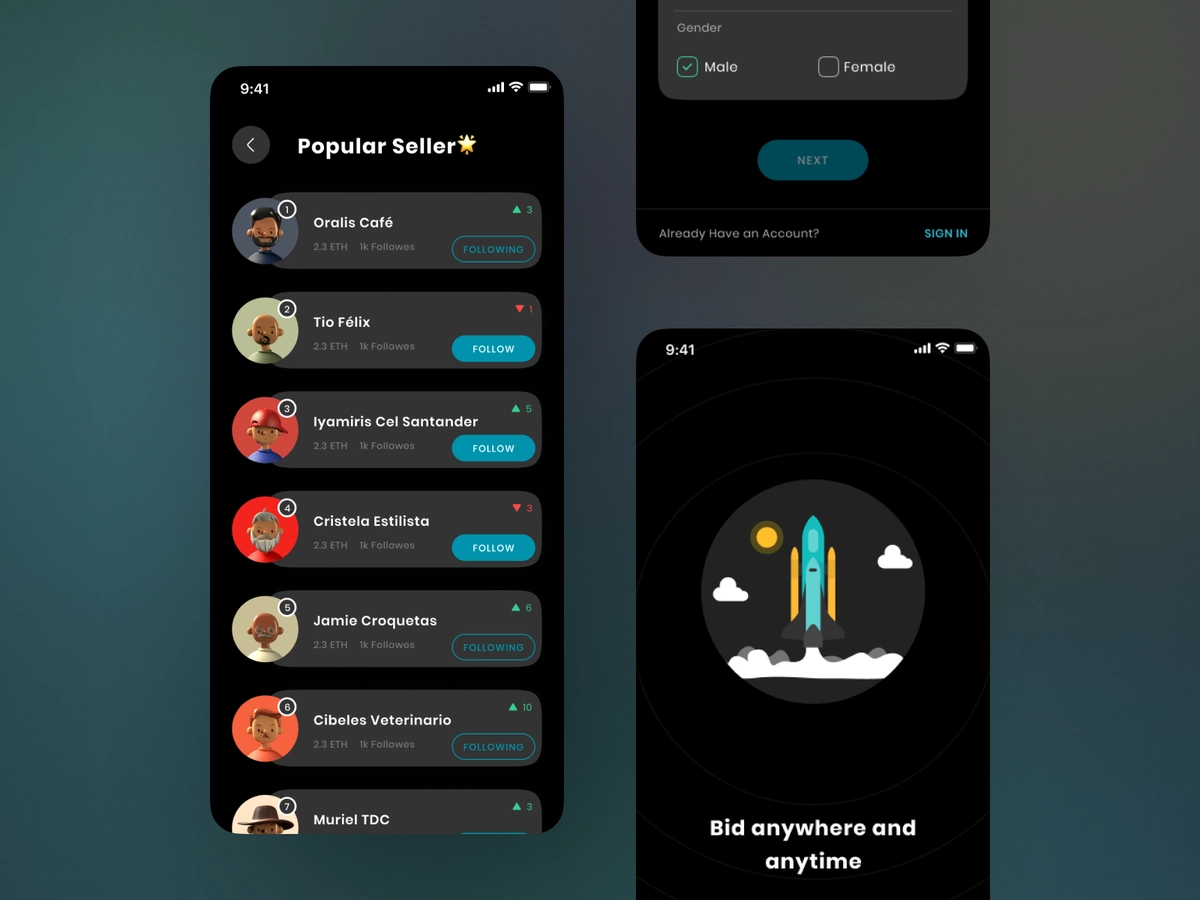 9:41
Popular Seller
1
3
Oralis Café
2.3 ETH 1k Followes
FOLLOWING
2
1
Tio Félix
2.3 ETH 1k Followes
FOLLOW
3
5
Iyamiris Cel Santander
2.3 ETH 1k Followes
FOLLOW
4
3
Cristela Estilista
2.3 ETH 1k Followes
FOLLOW
5
6
Jamie Croquetas
2.3 ETH 1k Followes
FOLLOWING
6
10
Cibeles Veterinario
2.3 ETH 1k Followes
FOLLOWING
7
3
Muriel TDC
Gender
Male Female
NEXT
Already Have an Account? SIGN IN
9:41
Bid anywhere and
anytime